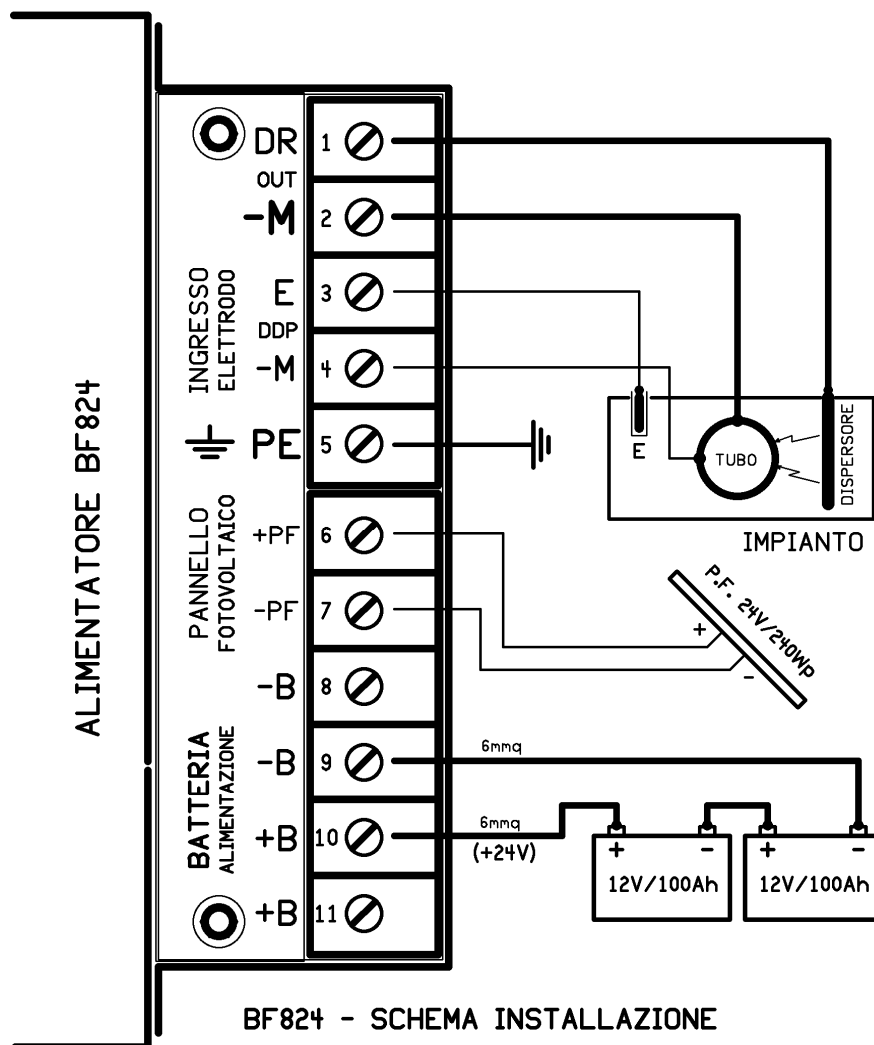 ALIMENTATORE BF824
DR
OUT
-M
INGRESSO
ELETTRODO
E
DDP
-M
PE
PANNELLO
FOTOVOLTAICO
+PF
-PF
-B
BATTERIA
ALIMENTAZIONE
-B
+B
+B
1
2
3
4
5
6
7
8
9
10
11
E
TUBO
DISPERSORE
IMPIANTO
P.F. 24V/240Wp
+
-
6mmq
6mmq
(+24V)
+ -
12V/100Ah
+ -
12V/100Ah
BF824 - SCHEMA INSTALLAZIONE